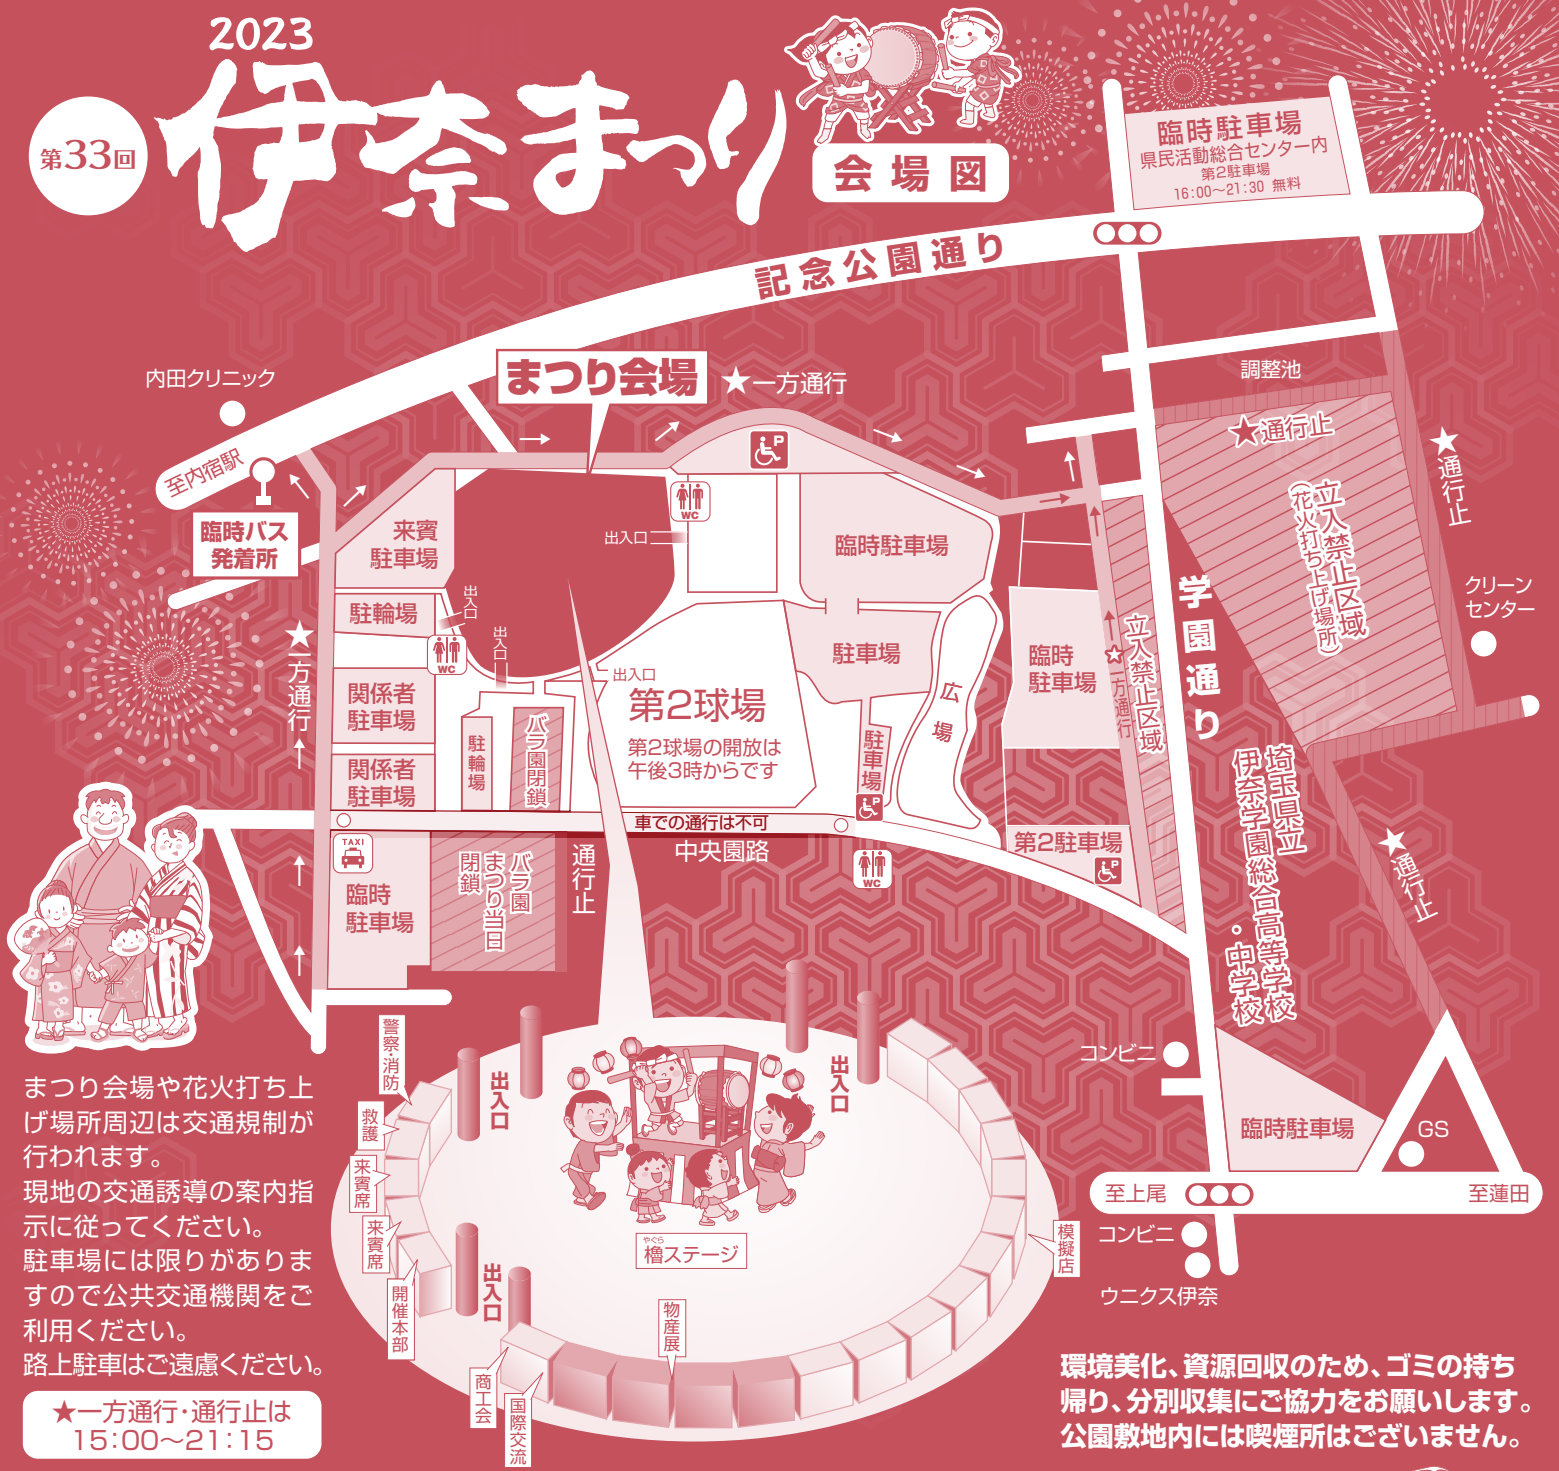 2023
第33回
伊奈まつり
会場図
臨時駐車場
県民活動総合センター内
第2駐車場
16:00〜21:30 無料
記念公園通り
内田クリニック
至内宿駅
臨時バス
発着所
まつり会場
★一方通行
調整池
★通行止
立入禁止区域
(花火打ち上げ場所)
★通行止
クリーン
センター
来賓
駐車場
駐輪場
WC
出入口
出入口
出入口
WC
出入口
P
臨時駐車場
駐車場
広場
臨時
駐車場
★一方通行
立入禁止区域
学園通り
★一方通行
関係者
駐車場
関係者
駐車場
駐輪場
バラ園閉鎖
第2球場
第2球場の開放は
午後3時からです
駐車場
P
車での通行は不可
中央園路
WC
第2駐車場
P
TAXI
臨時
駐車場
バラ園
まつり当日
閉鎖
通行止
埼玉県立
伊奈学園総合高等学校
・中学校
★通行止
コンビニ
臨時駐車場
GS
至上尾
至蓮田
コンビニ
ウニクス伊奈
警察・消防
救護
来賓席
来賓席
開催本部
商工会
国際交流
物産展
模擬店
出入口
出入口
出入口
やぐら
櫓ステージ
まつり会場や花火打ち上
げ場所周辺は交通規制が
行われます。
現地の交通誘導の案内指
示に従ってください。
駐車場には限りがありま
すので公共交通機関をご
利用ください。
路上駐車はご遠慮ください。
★一方通行・通行止は
15:00〜21:15
環境美化、資源回収のため、ゴミの持ち
帰り、分別収集にご協力をお願いします。
公園敷地内には喫煙所はございません。